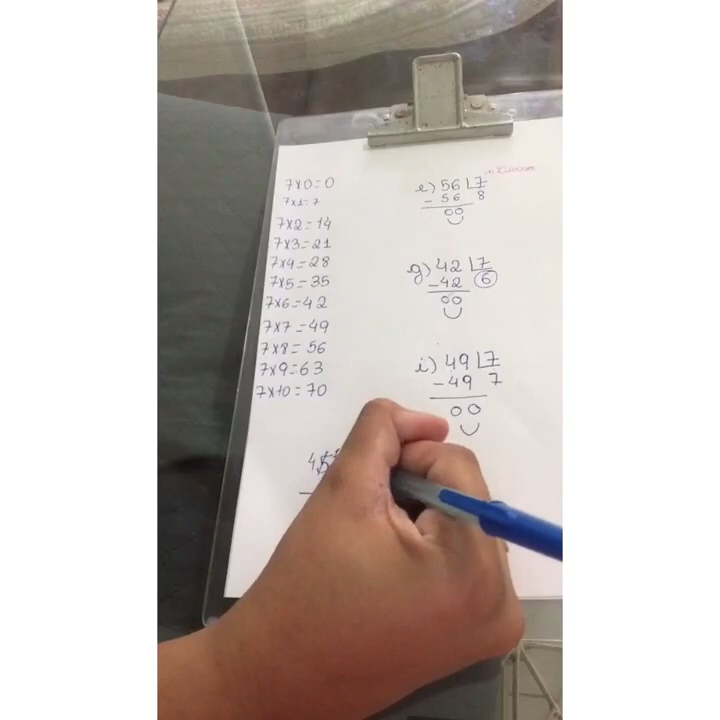 7x0=0
7x1=7
7x2=14
7x3=21
7x4=28
7x5=35
7x6=42
7x7=49
7x8=56
7x9=63
7x10=70
e) 56 7
-56 8
00
g) 42 7
-42 6
00
i) 49 7
-49 7
00
4